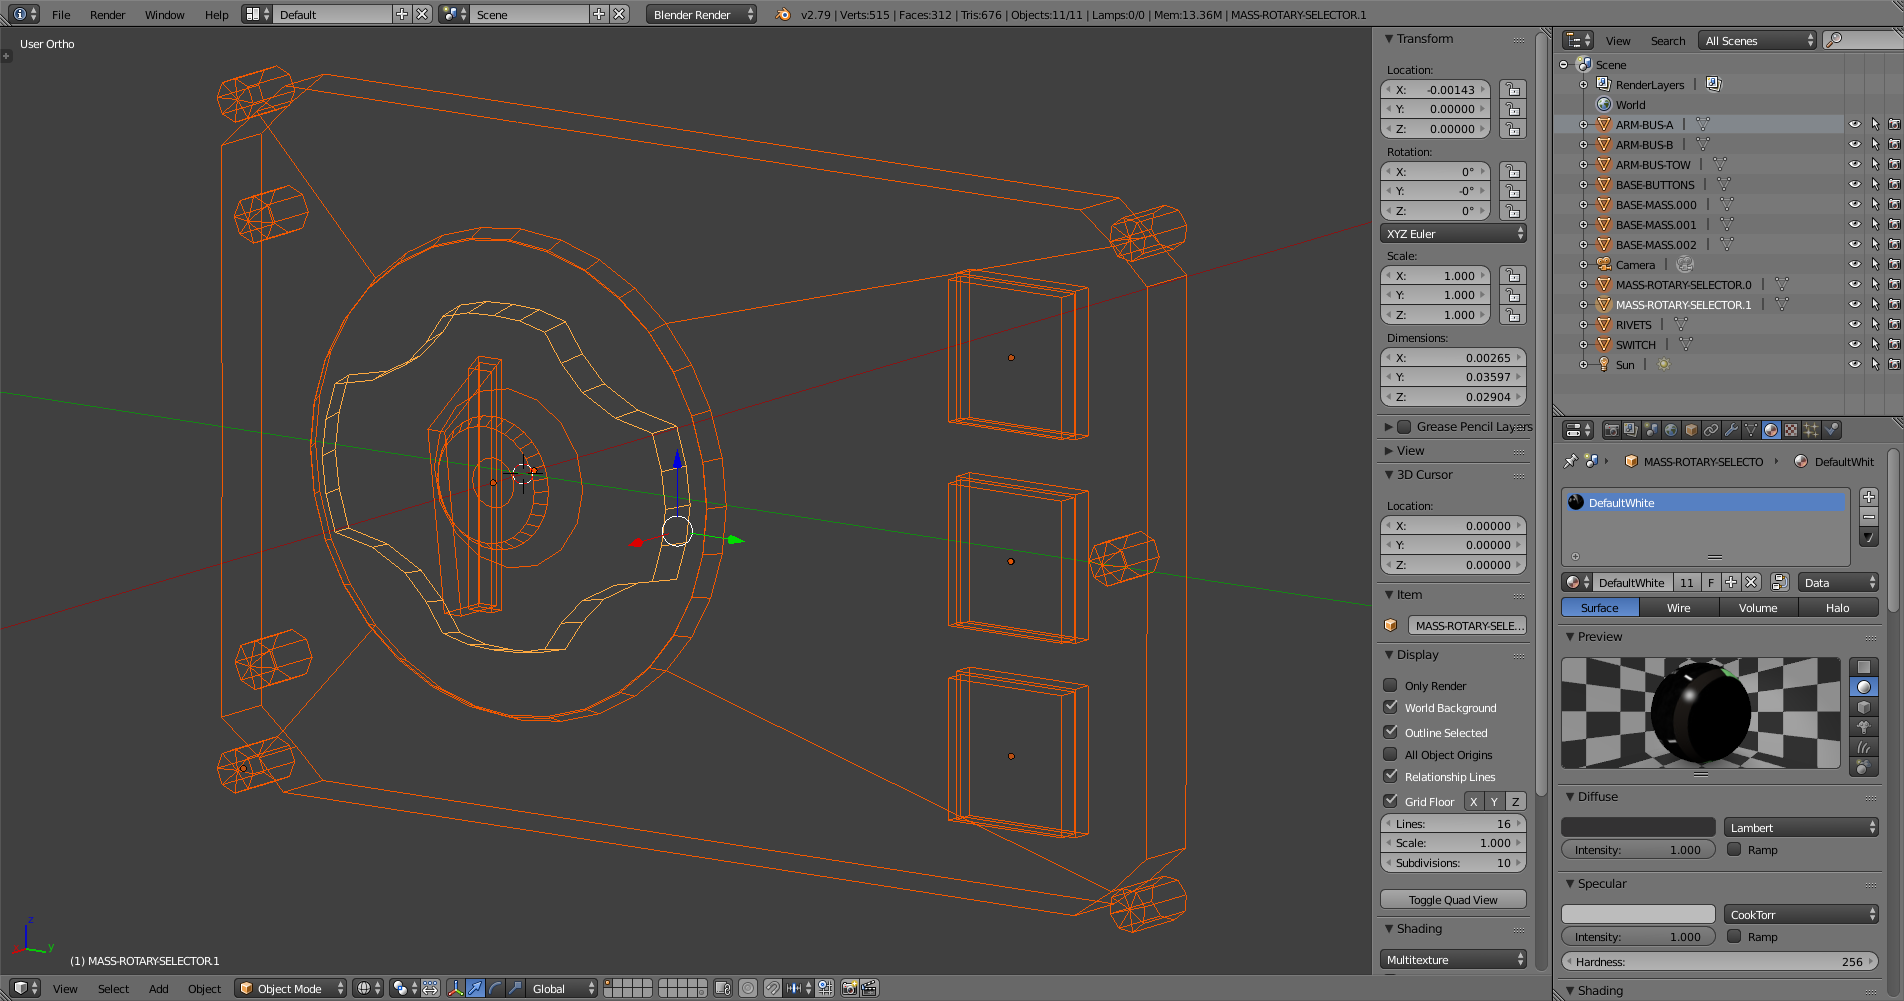 File Render Window Help Default Scene Blender Render v2.79 | Verts:515 | Faces:312 | Tris:676 | Objects:11/11 | Lamps:0/0 | Mem:13.36M | MASS-ROTARY-SELECTOR.1
User Ortho
z
y
(1) MASS-ROTARY-SELECTOR.1
View Select Add Object Object Mode Global
Transform
Location:
X: -0.00143
Y: 0.00000
Z: 0.00000
Rotation:
X: 0°
Y: -0°
Z: 0°
XYZ Euler
Scale:
X: 1.000
Y: 1.000
Z: 1.000
Dimensions:
X: 0.00265
Y: 0.03597
Z: 0.02904
Grease Pencil Layers
View
3D Cursor
Location:
X: 0.00000
Y: 0.00000
Z: 0.00000
Item
MASS-ROTARY-SELE...
Display
Only Render
World Background
Outline Selected
All Object Origins
Relationship Lines
Grid Floor X Y Z
Lines: 16
Scale: 1.000
Subdivisions: 10
Toggle Quad View
Shading
Multitexture
View Search All Scenes
Scene
RenderLayers |
World
ARM-BUS-A |
ARM-BUS-B |
ARM-BUS-TOW |
BASE-BUTTONS |
BASE-MASS.000 |
BASE-MASS.001 |
BASE-MASS.002 |
Camera |
MASS-ROTARY-SELECTOR.0 |
MASS-ROTARY-SELECTOR.1 |
RIVETS |
SWITCH |
Sun |
MASS-ROTARY-SELECTO DefaultWhit
DefaultWhite
DefaultWhite 11 F Data
Surface Wire Volume Halo
Preview
Diffuse
Lambert
Intensity: 1.000 Ramp
Specular
CookTorr
Intensity: 1.000 Ramp
Hardness: 256
Shading